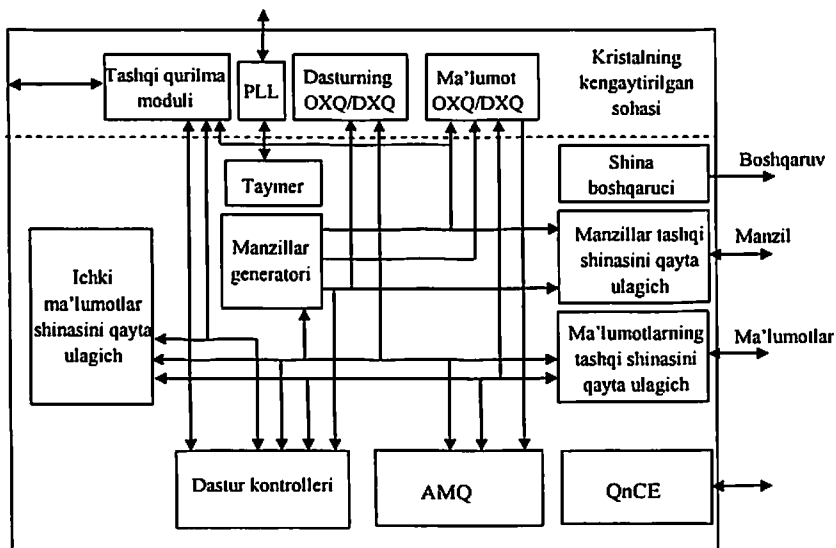 Tashqi qurilma
moduli
PLL
Dasturning
OXQ/DXQ
Ma'lumot
OXQ/DXQ
Kristalning
kengaytirilgan
sohasi
Taymer
Shina
boshqaruci
Boshqaruv
Manzillar
generatori
Manzillar tashqi
shinasini qayta
ulagich
Manzil
Ichki
ma'lumotlar
shinasini qayta
ulagich
Ma'lumotlarning
tashqi shinasini
qayta ulagich
Ma'lumotlar
Dastur kontrolleri
AMQ
QnCE